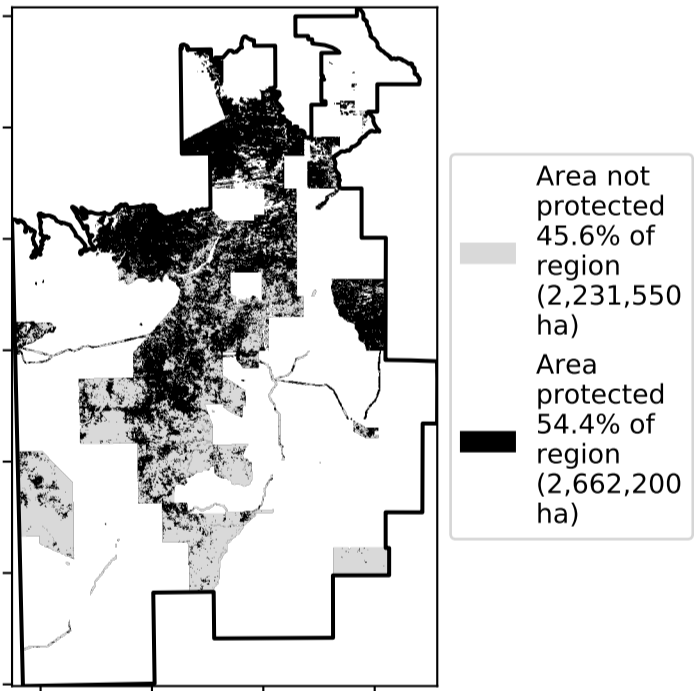 Area not
protected
45.6% of
region
(2,231,550
ha)
Area
protected
54.4% of
region
(2,662,200
ha)